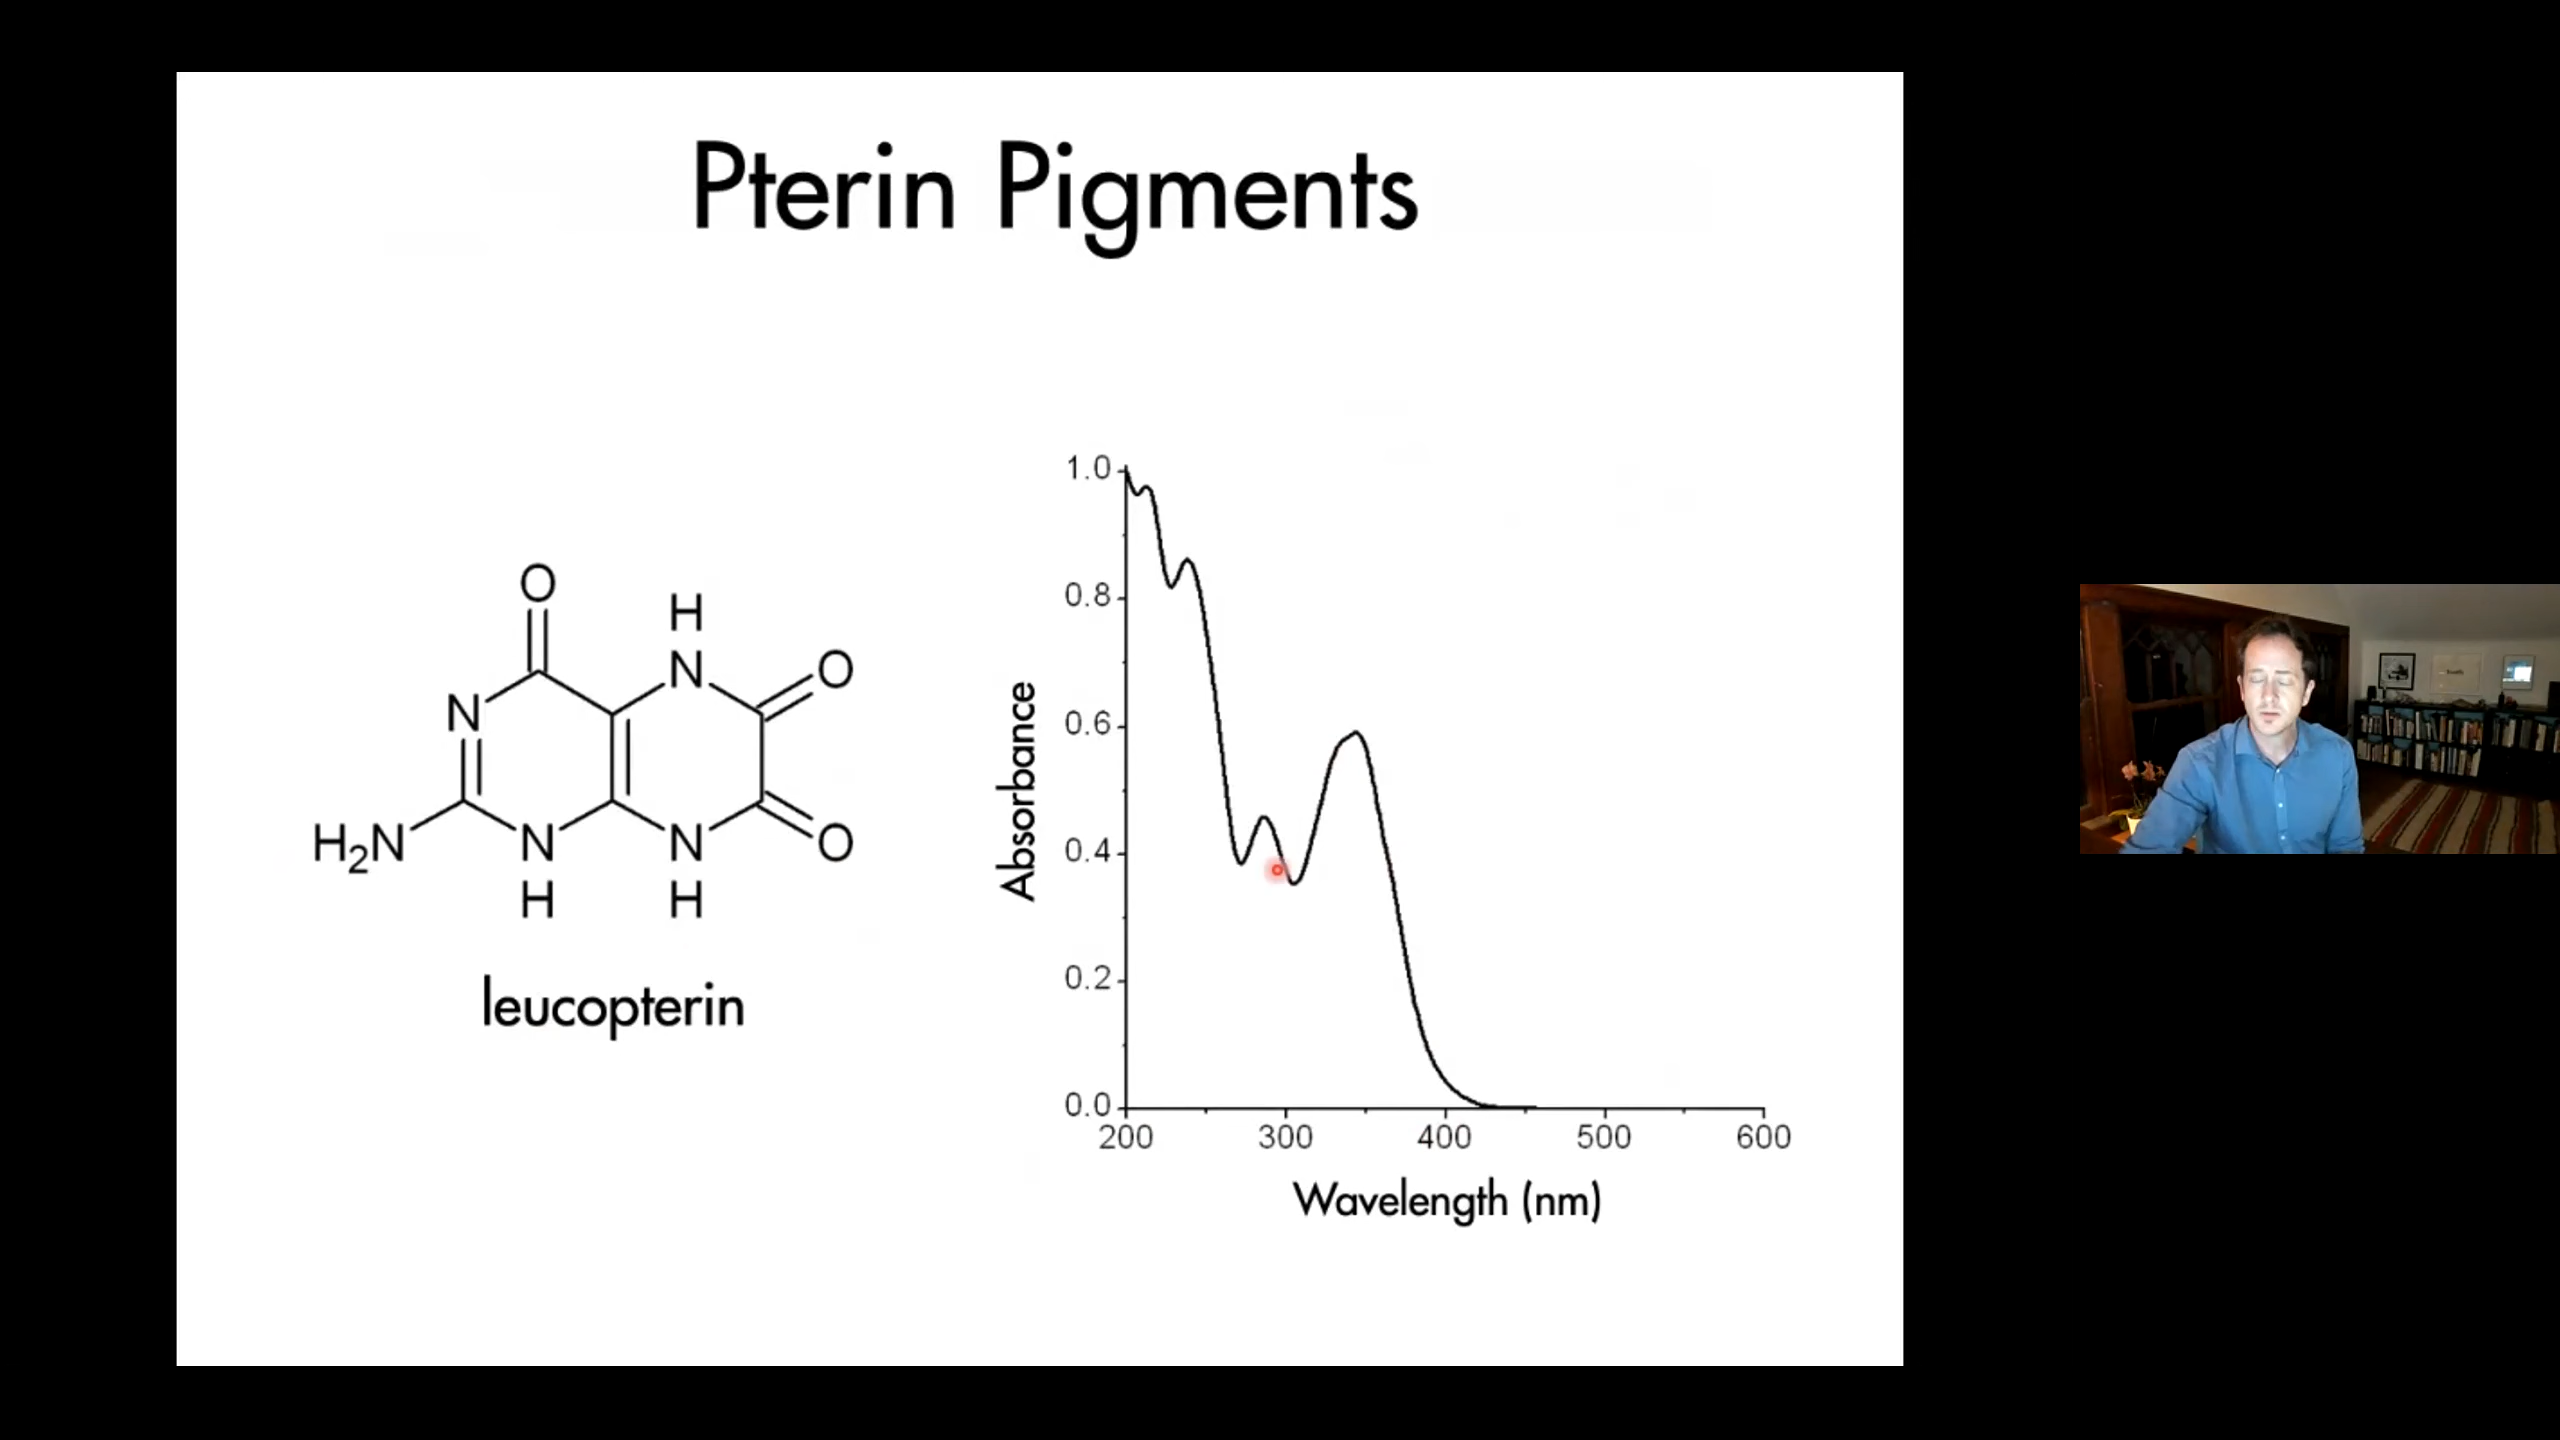 Pterin Pigments
O
H
N
O
N
H₂N
N
N
O
H
H
leucopterin
1.0
0.8
0.6
0.4
0.2
0.0
Absorbance
200 300 400 500 600
Wavelength (nm)